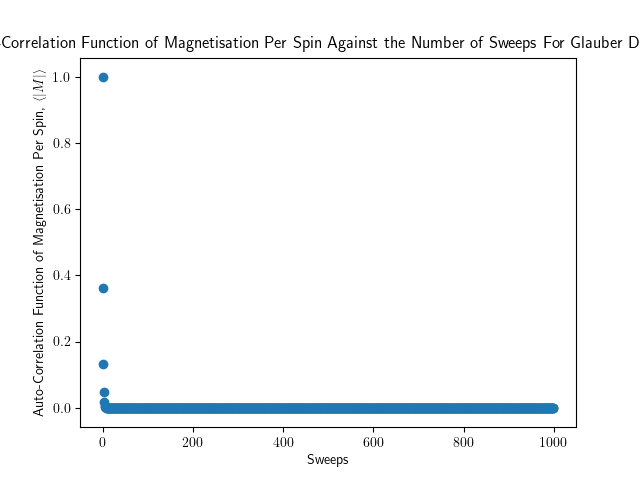 -Correlation Function of Magnetisation Per Spin Against the Number of Sweeps For Glauber D
Auto-Correlation Function of Magnetisation Per Spin, ⟨|M|⟩
1.0
0.8
0.6
0.4
0.2
0.0
0 200 400 600 800 1000
Sweeps